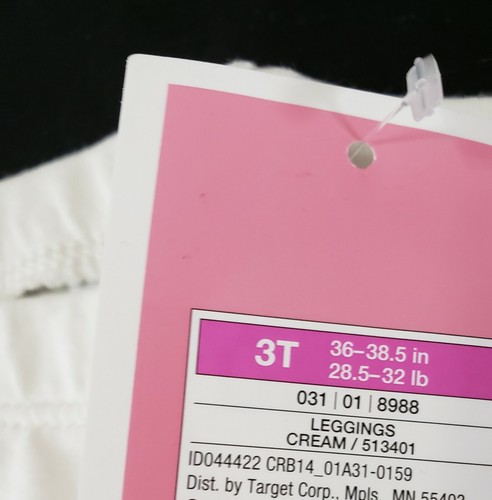 3T
36–38.5 in
28.5–32 lb
031 | 01 | 8988
LEGGINGS
CREAM / 513401
ID044422 CRB14_01A31-0159
Dist. by Target Corp., Mpls., MN 55403